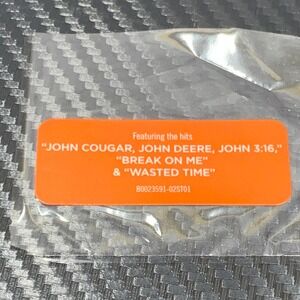 Featuring the hits
"JOHN COUGAR, JOHN DEERE, JOHN 3:16,"
"BREAK ON ME"
& "WASTED TIME"
B0023591-02ST01